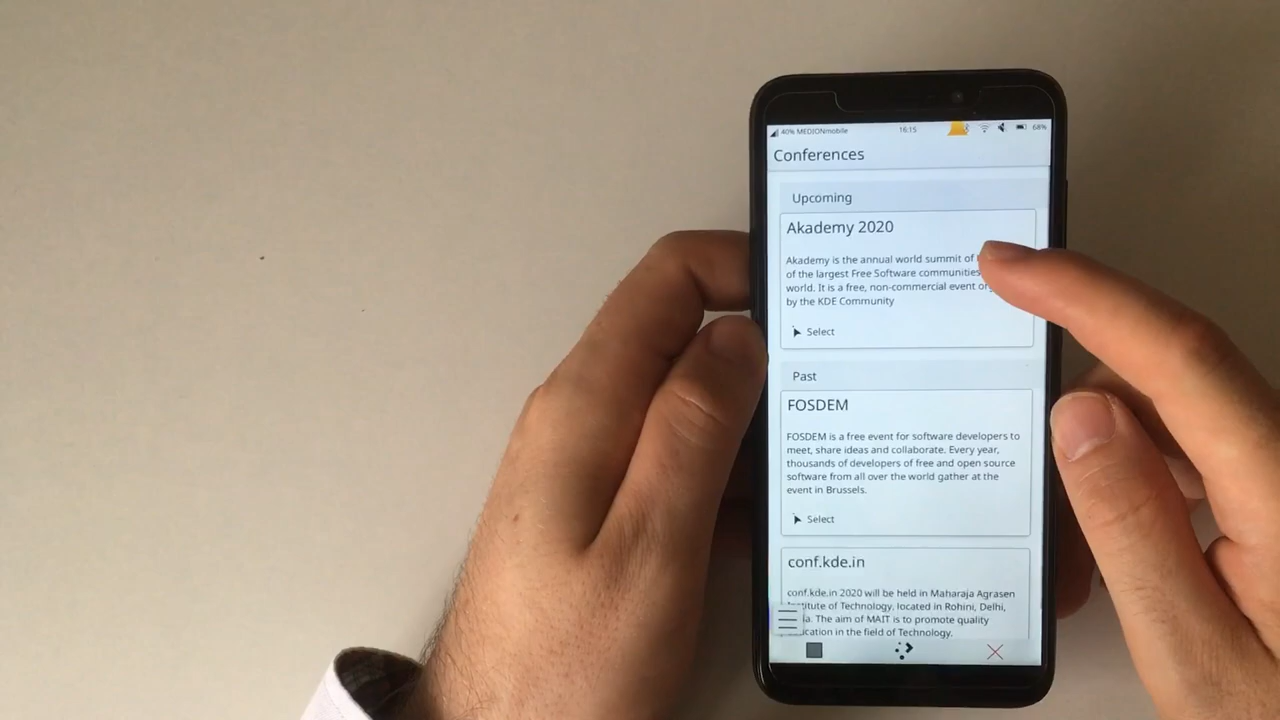 40% MEDIONmobile 16:15 68%
Conferences
Upcoming
Akademy 2020
Akademy is the annual world summit of
of the largest Free Software communities
world. It is a free, non-commercial event
by the KDE Community
Select
Past
FOSDEM
FOSDEM is a free event for software developers to
meet, share ideas and collaborate. Every year,
thousands of developers of free and open source
software from all over the world gather at the
event in Brussels.
Select
conf.kde.in
conf.kde.in 2020 will be held in Maharaja Agrasen
Institute of Technology, located in Rohini, Delhi,
The aim of MAIT is to promote quality
in the field of Technology.